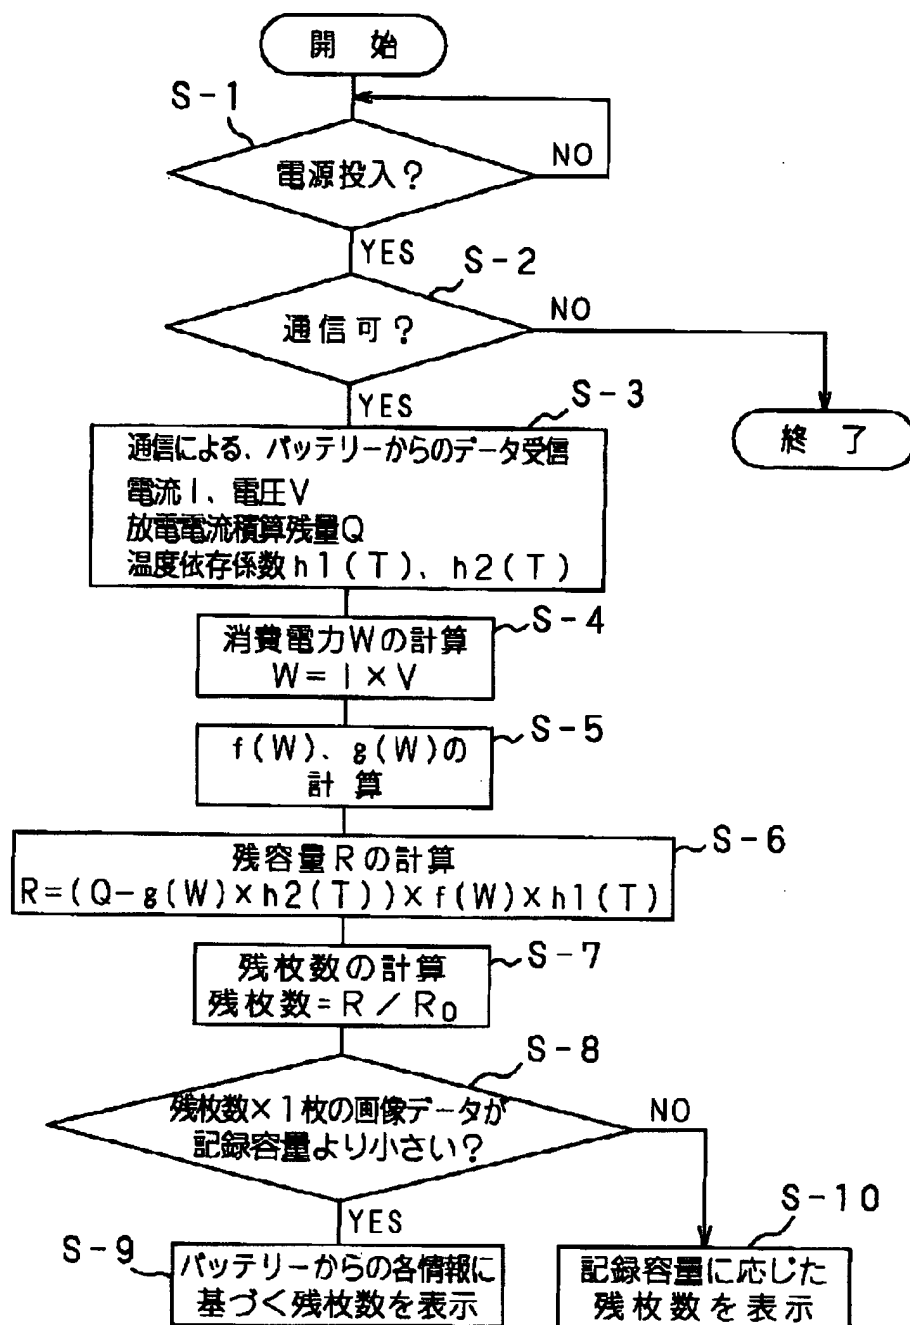 開始
S-1
電源投入?
NO
YES
S-2
通信可?
NO
YES
終了
S-3
通信による、バッテリーからのデータ受信
電流I、電圧V
放電電流積算残量Q
温度依存係数h1(T)、h2(T)
S-4
消費電力Wの計算
W=I×V
S-5
f(W)、g(W)の
計算
S-6
残容量Rの計算
R=(Q-g(W)×h2(T))×f(W)×h1(T)
S-7
残枚数の計算
残枚数=R/R0
S-8
残枚数×1枚の画像データが
記録容量より小さい?
NO
YES
S-9
バッテリーからの各情報に
基づく残枚数を表示
S-10
記録容量に応じた
残枚数を表示